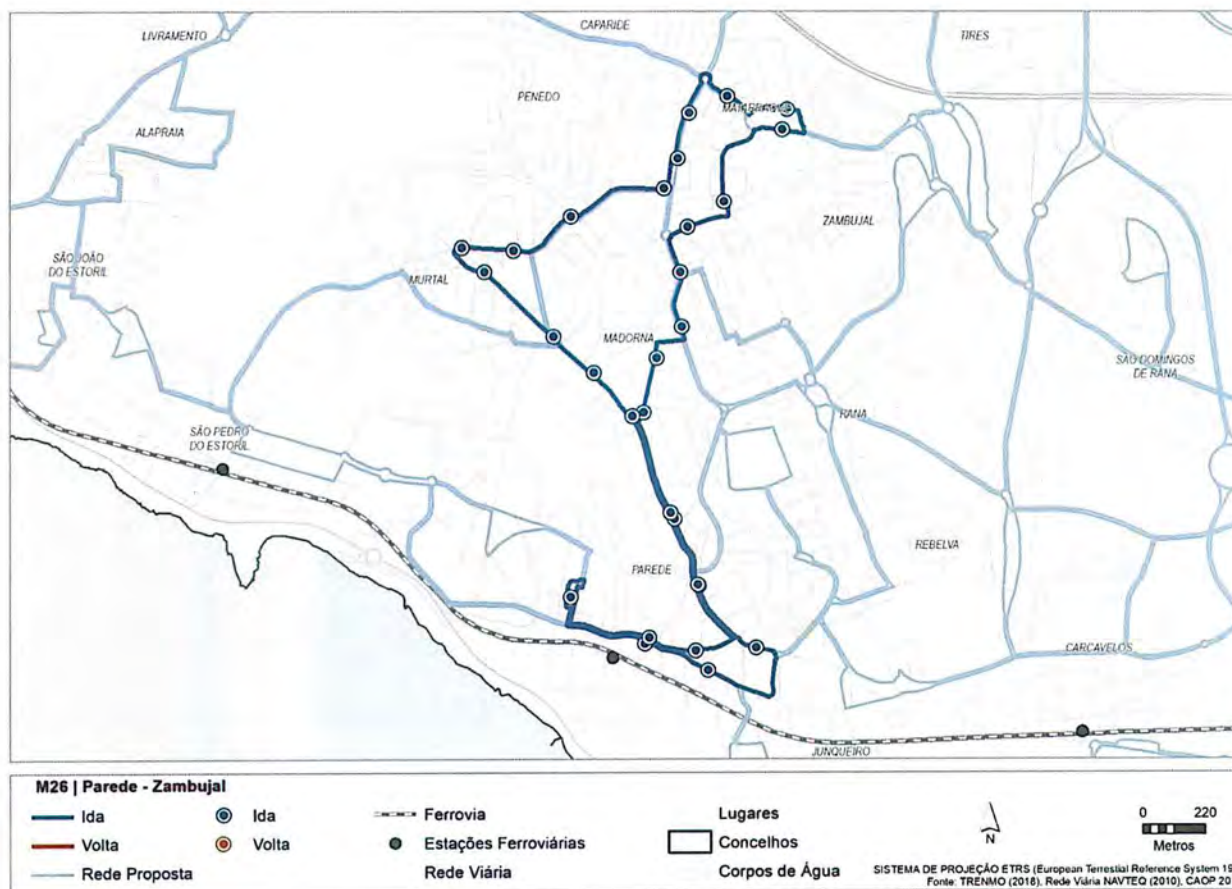 CAPARIDE
LIVRAMENTO
TIRES
PENEDO
ALAPRAIA
ZAMBUJAL
SÃO JOÃO
DO ESTORIL
MURTAL
MADORNA
SÃO DOMINGOS
DE RANA
RANA
SÃO PEDRO
DO ESTORIL
REBELVA
PAREDE
CARCAVELOS
JUNQUEIRO
M26 | Parede - Zambujal
Ida
Ida
Ferrovia
Lugares
Volta
Volta
Estações Ferroviárias
Concelhos
Rede Proposta
Rede Viária
Corpos de Água
N
0 220
Metros
SISTEMA DE PROJEÇÃO ETRS (European Terrestial Reference System 19
Fonte: TRENMO (2018), Rede Viária NAVTEQ (2010), CAOP 20